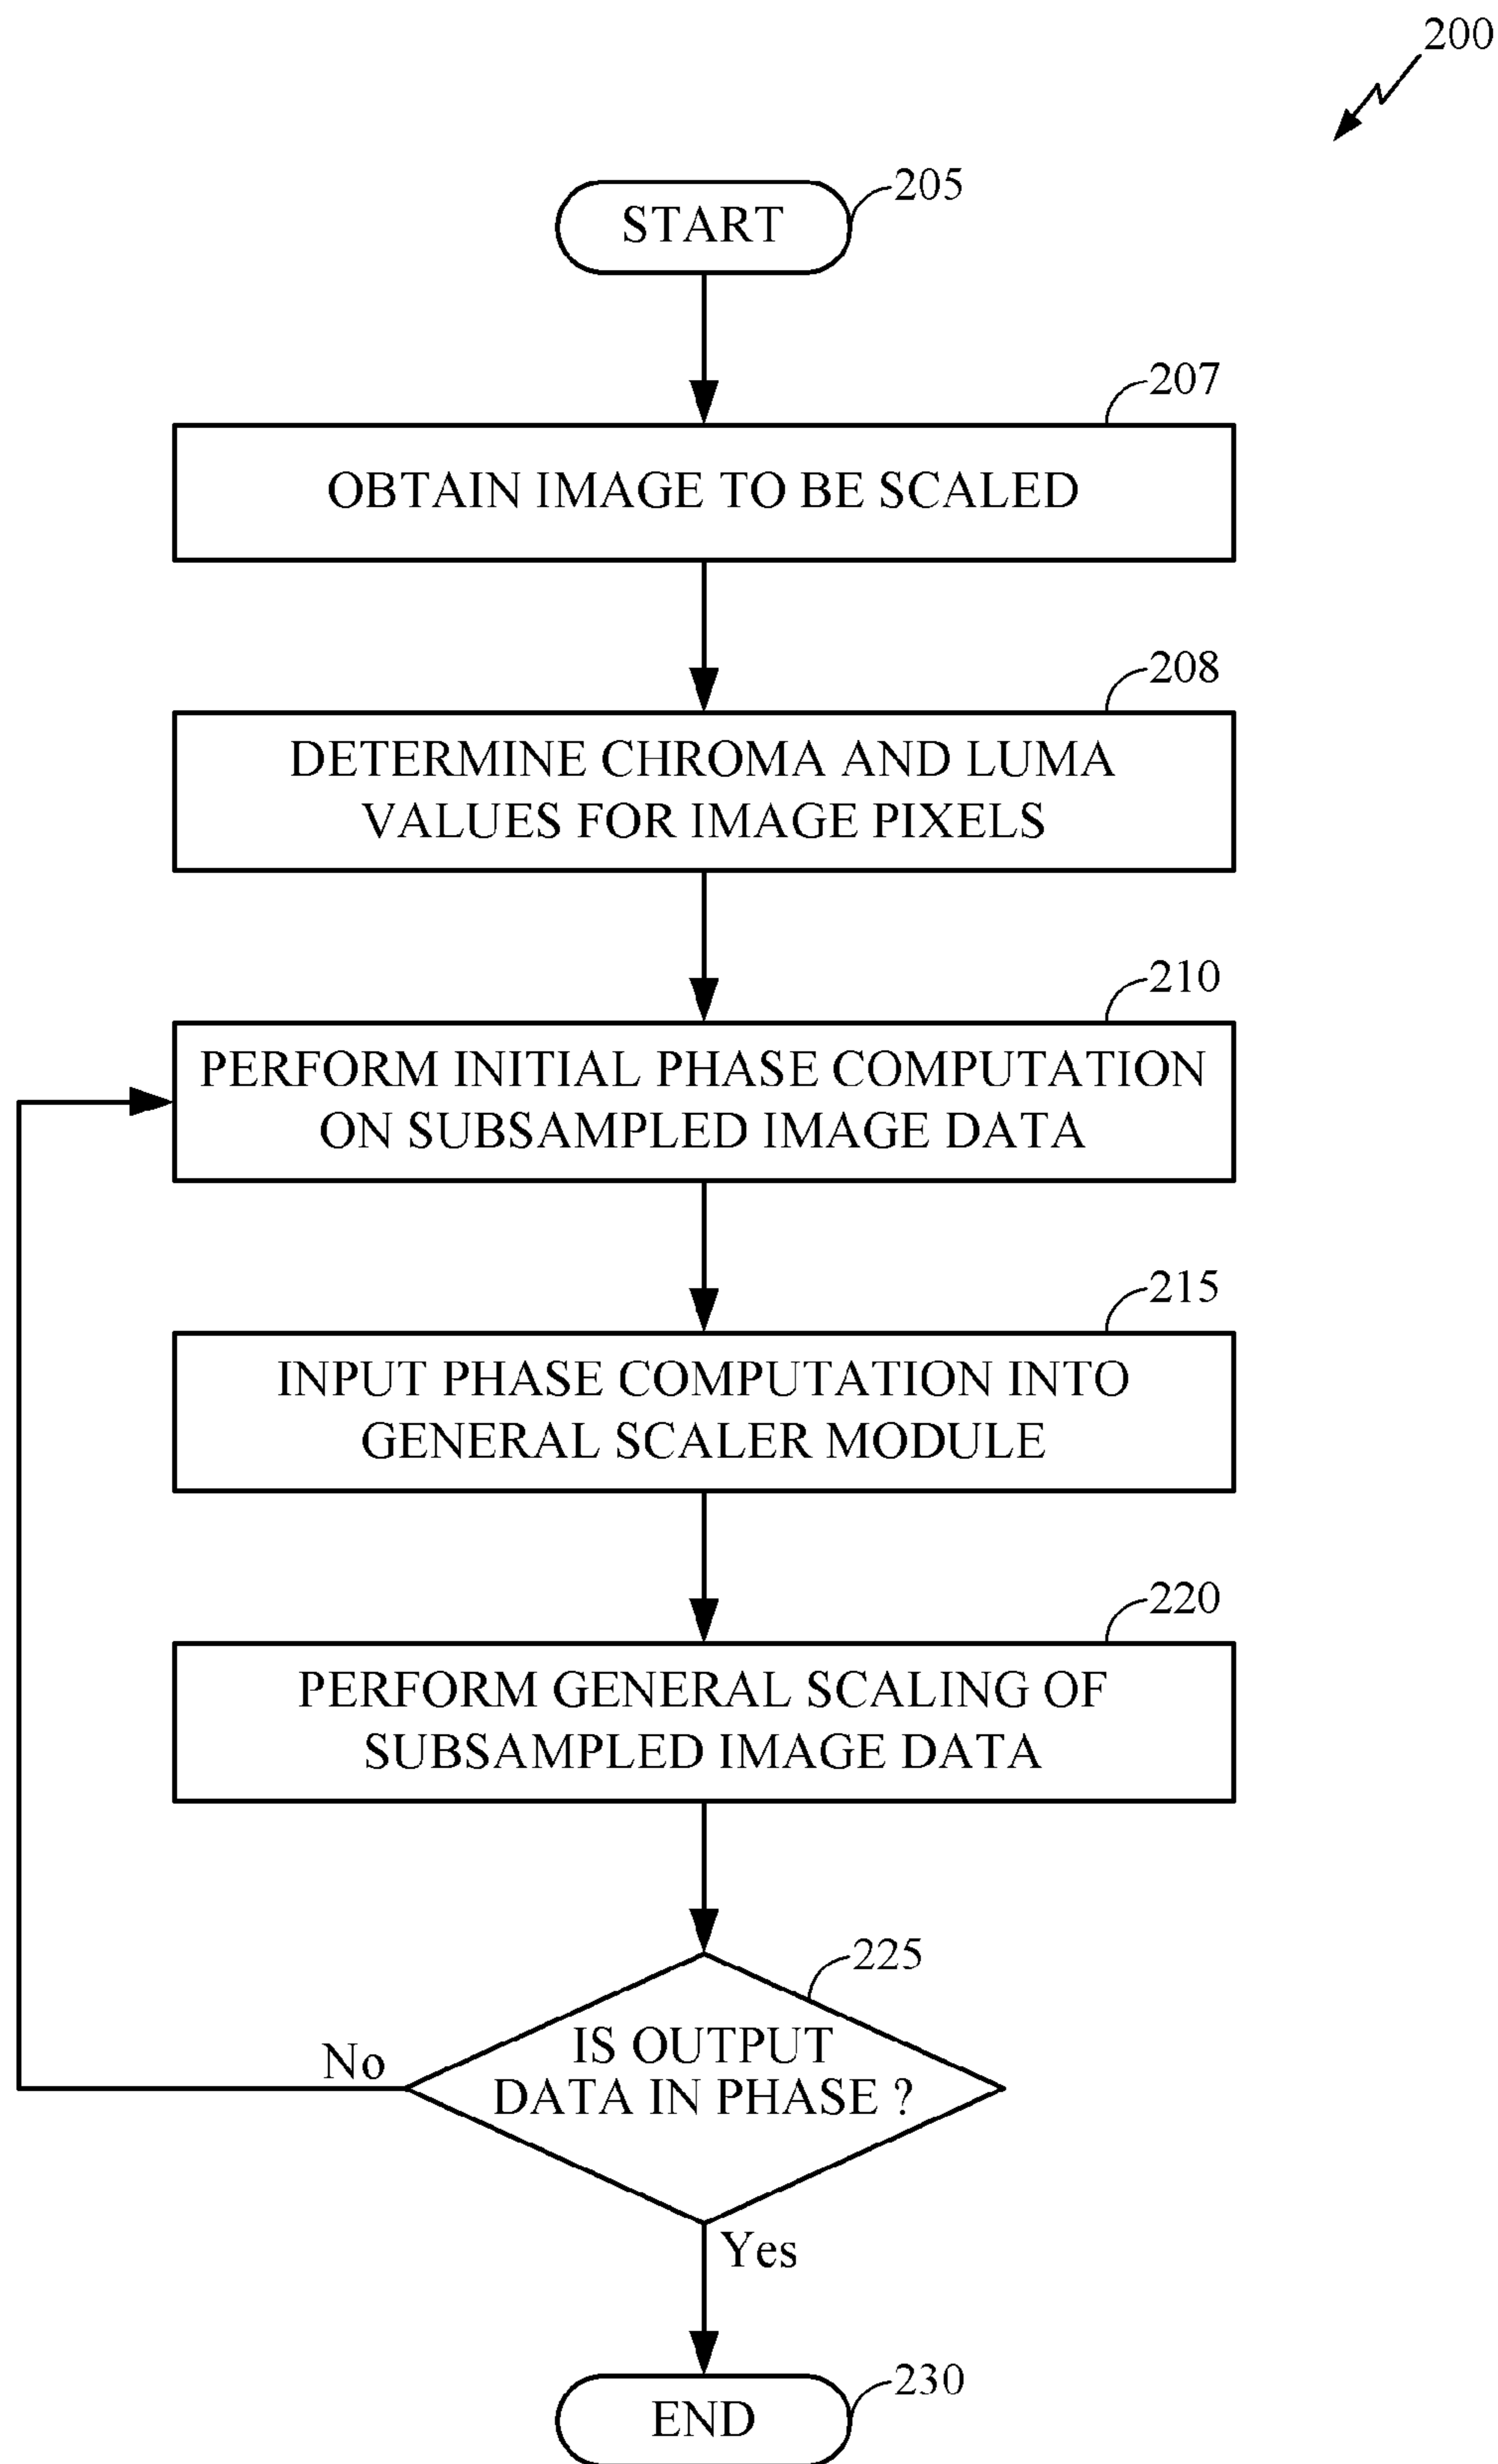 200
205
START
207
OBTAIN IMAGE TO BE SCALED
208
DETERMINE CHROMA AND LUMA
VALUES FOR IMAGE PIXELS
210
PERFORM INITIAL PHASE COMPUTATION
ON SUBSAMPLED IMAGE DATA
215
INPUT PHASE COMPUTATION INTO
GENERAL SCALER MODULE
220
PERFORM GENERAL SCALING OF
SUBSAMPLED IMAGE DATA
225
IS OUTPUT
DATA IN PHASE ?
No
Yes
230
END